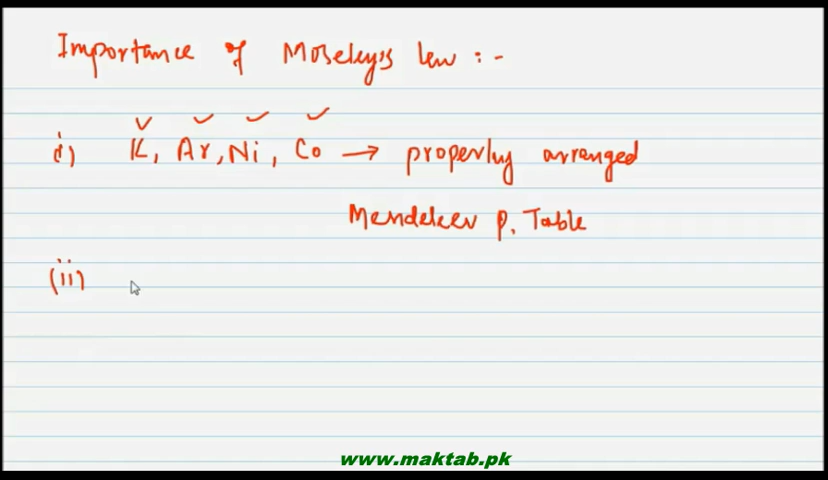 Importance of Moseley's law :-
i) K, Ar, Ni, Co → properly arranged
Mendeleev P. Table
(ii)
www.maktab.pk